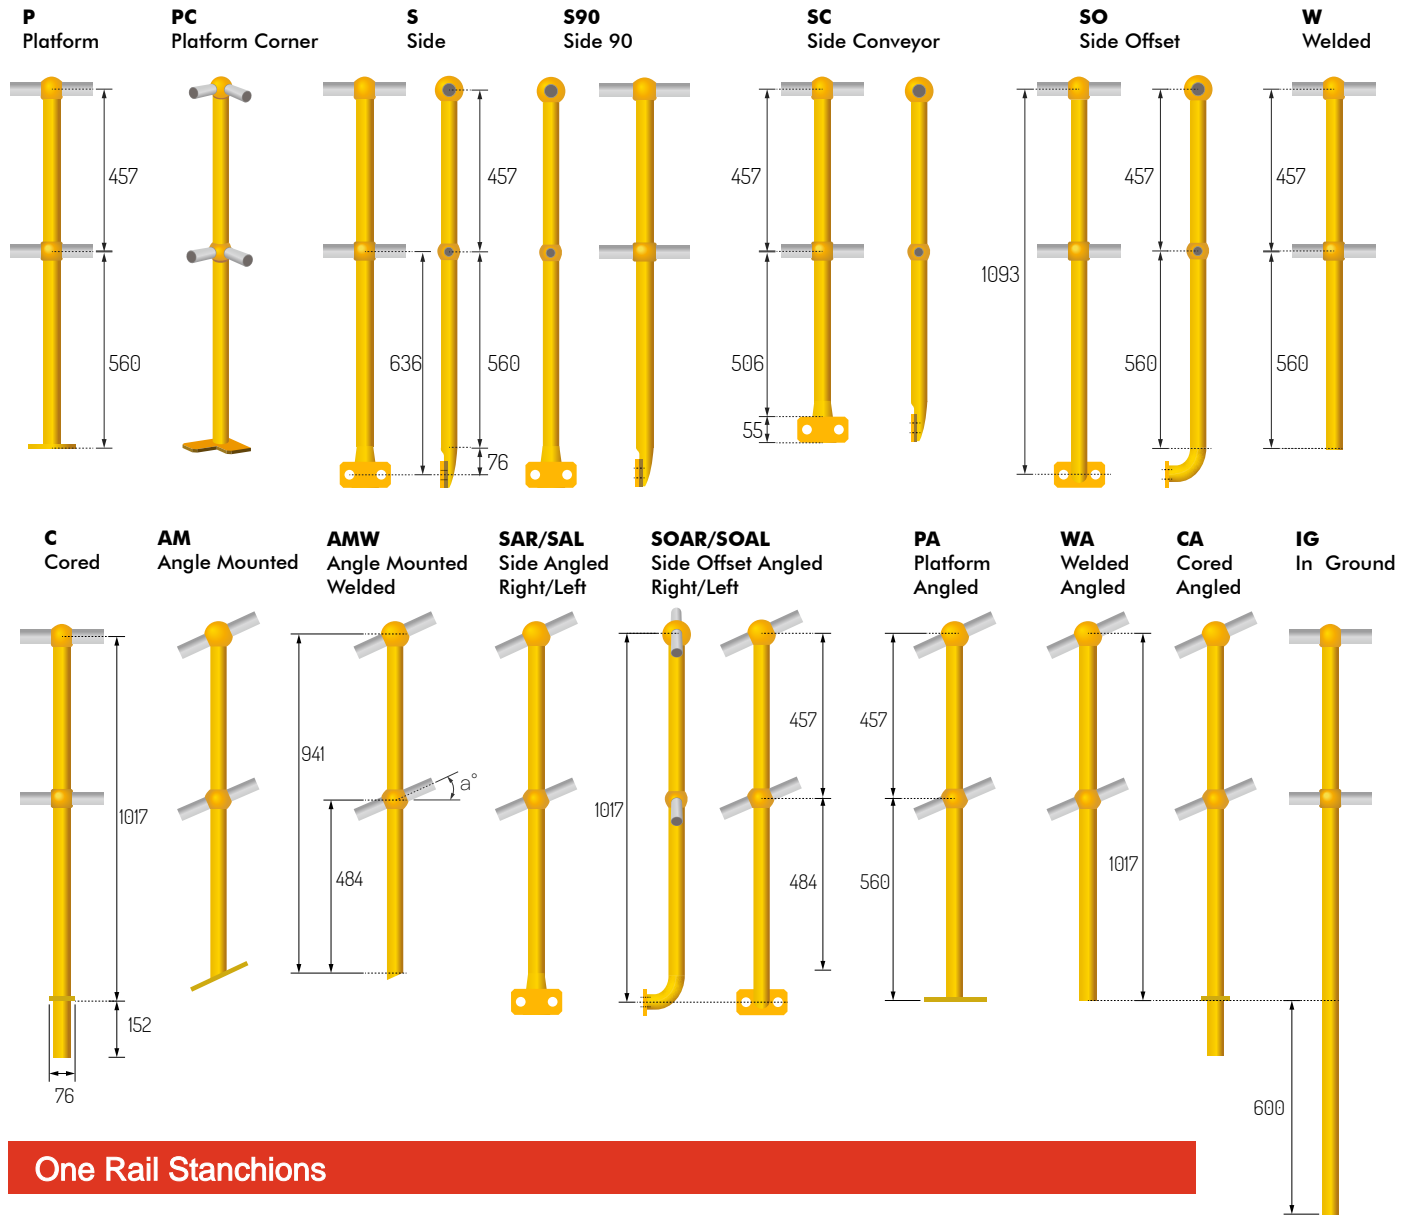 P
Platform
PC
Platform Corner
S
Side
S90
Side 90
SC
Side Conveyor
SO
Side Offset
W
Welded
457
560
457
636
560
76
457
506
55
1093
457
560
457
560
C
Cored
AM
Angle Mounted
AMW
Angle Mounted
Welded
SAR/SAL
Side Angled
Right/Left
SOAR/SOAL
Side Offset Angled
Right/Left
PA
Platform
Angled
WA
Welded
Angled
CA
Cored
Angled
IG
In Ground
1017
152
76
941
a°
484
1017
457
484
457
560
1017
600
One Rail Stanchions